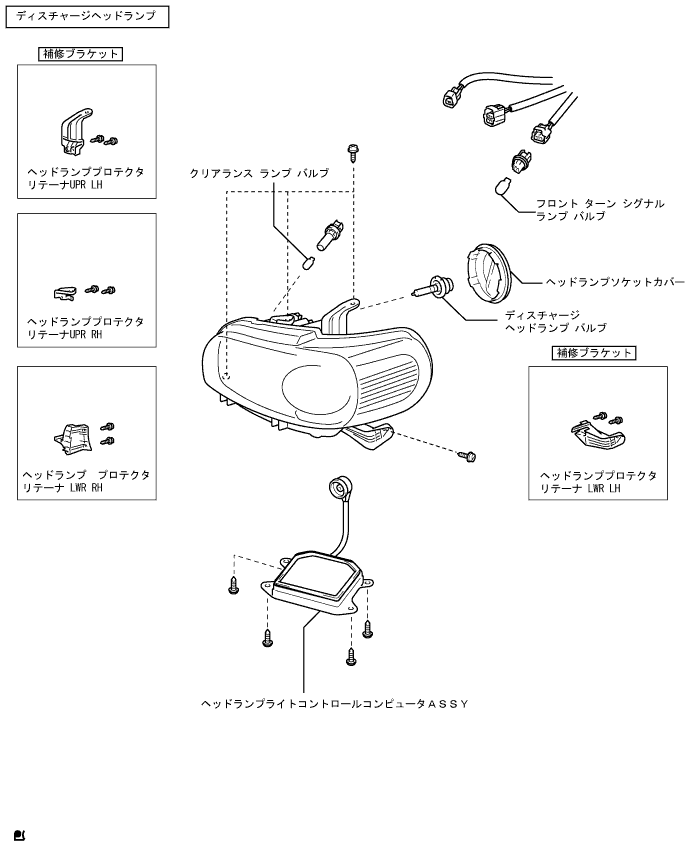 ディスチャージヘッドランプ
補修ブラケット
ヘッドランププロテクタ
リテーナUPR LH
クリアランス ランプ バルブ
フロント ターン シグナル
ランプ バルブ
ヘッドランプソケットカバー
ディスチャージ
ヘッドランプ バルブ
ヘッドランププロテクタ
リテーナUPR RH
補修ブラケット
ヘッドランプ　プロテクタ
リテーナ LWR RH
ヘッドランププロテクタ
リテーナ LWR LH
ヘッドランプライトコントロールコンピュータＡＳＳＹ